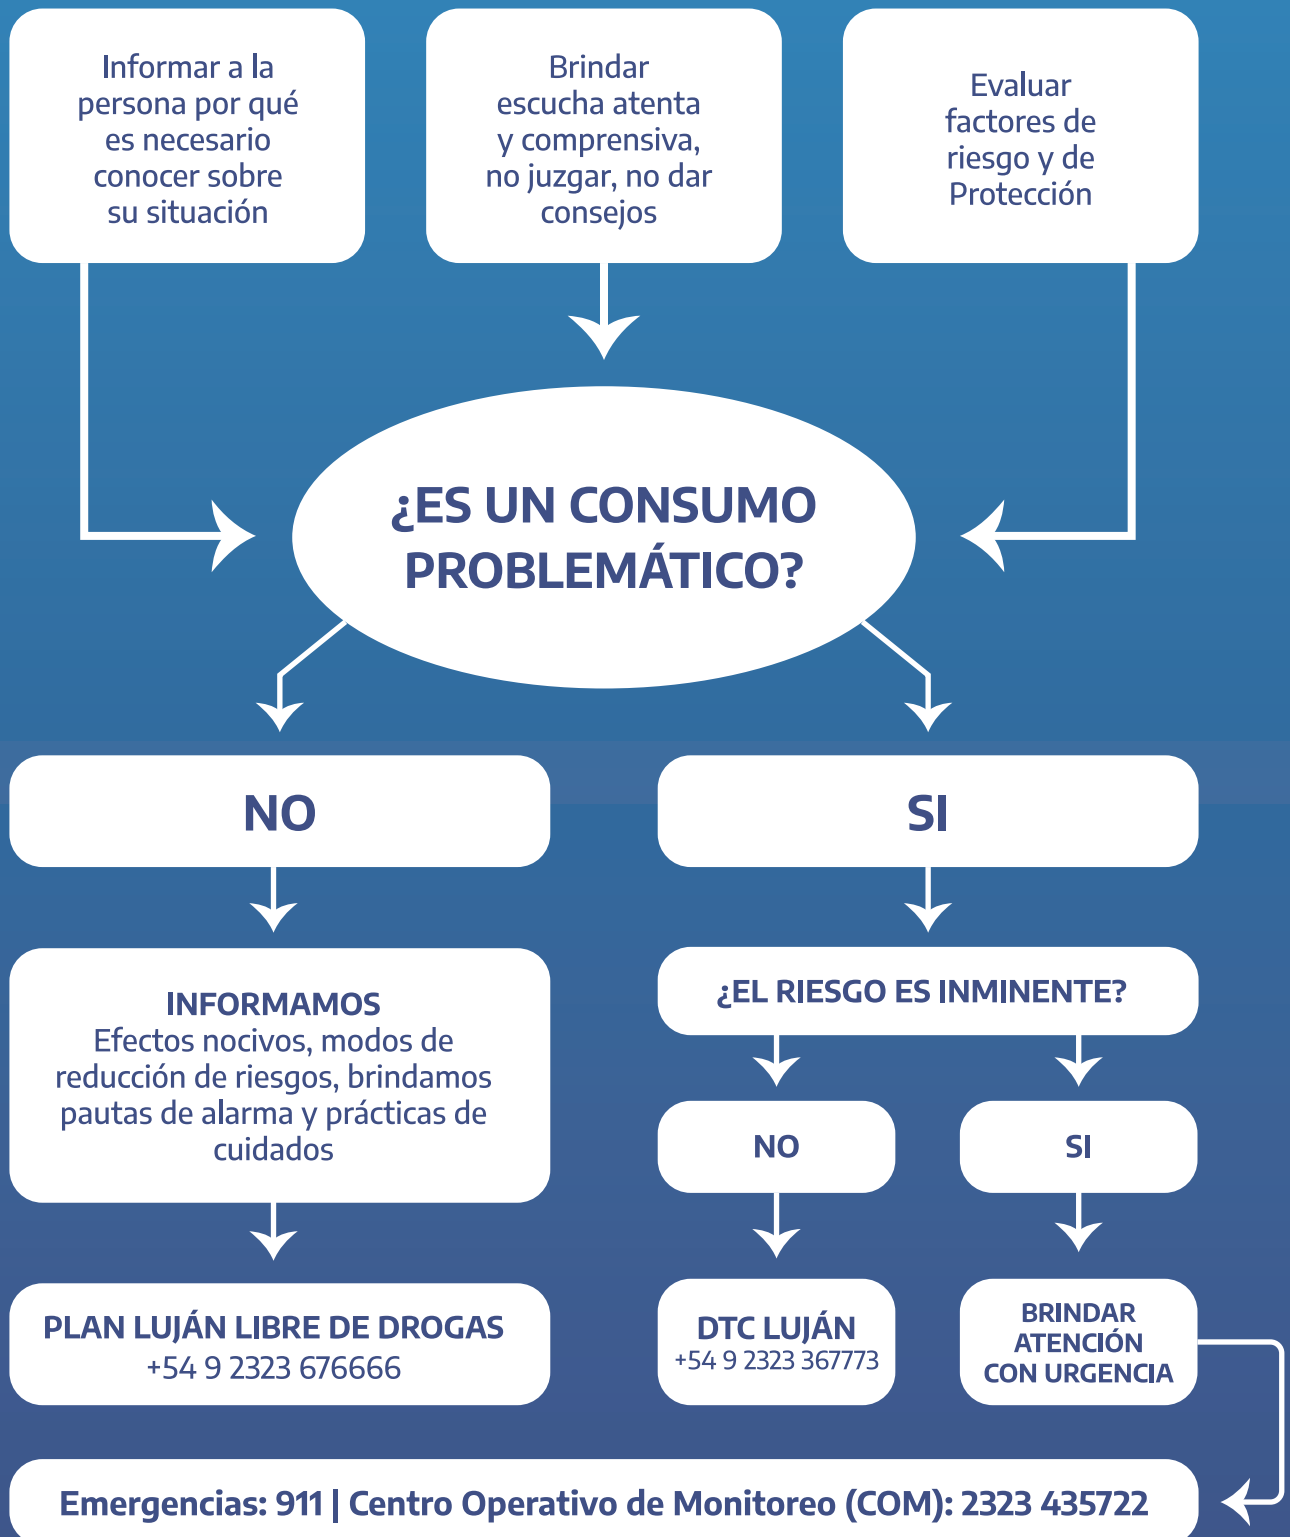 Informar a la
persona por qué
es necesario
conocer sobre
su situación
Brindar
escucha atenta
y comprensiva,
no juzgar, no dar
consejos
Evaluar
factores de
riesgo y de
Protección
¿ES UN CONSUMO
PROBLEMÁTICO?
NO
SI
INFORMAMOS
Efectos nocivos, modos de
reducción de riesgos, brindamos
pautas de alarma y prácticas de
cuidados
¿EL RIESGO ES INMINENTE?
NO
SI
PLAN LUJÁN LIBRE DE DROGAS
+54 9 2323 676666
DTC LUJÁN
+54 9 2323 367773
BRINDAR
ATENCIÓN
CON URGENCIA
Emergencias: 911 | Centro Operativo de Monitoreo (COM): 2323 435722